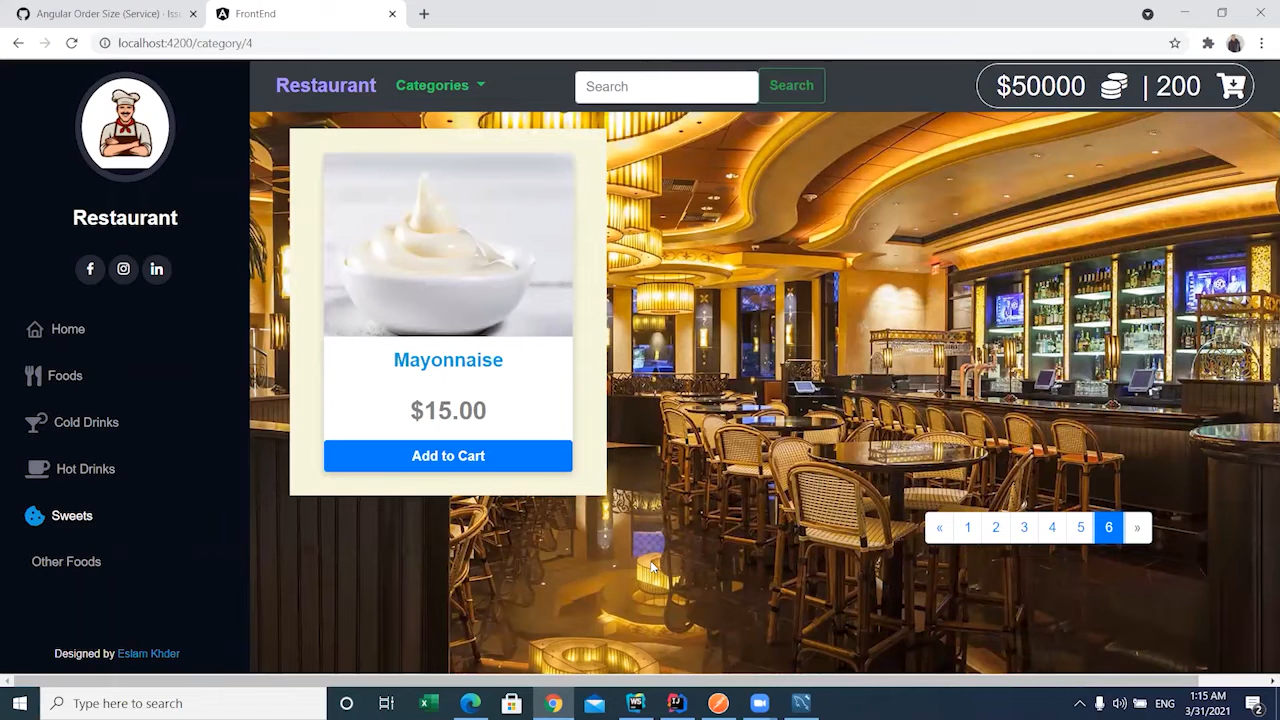 Angular Order Size (Service) · Issu
FrontEnd
localhost:4200/category/4
Restaurant
Categories
Search
Search
$50000
| 200
Restaurant
Home
Foods
Cold Drinks
Hot Drinks
Sweets
Other Foods
Designed by Eslam Khder
Mayonnaise
$15.00
Add to Cart
« 1 2 3 4 5 6 »
Type here to search
ENG
1:15 AM
3/31/2021
2